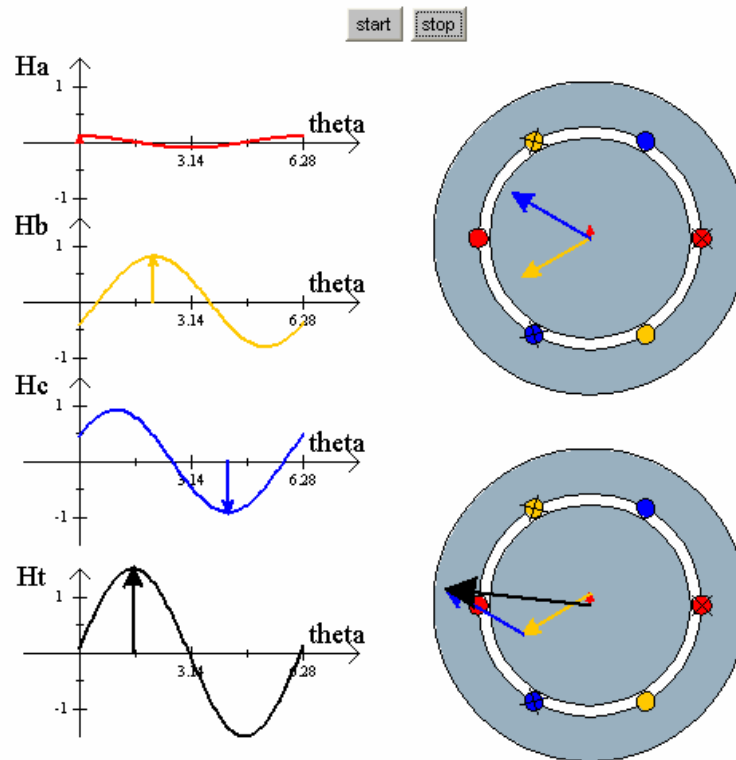 start stop
Ha
1
theta
3.14 6.28
-1
Hb
1
theta
3.14 6.28
-1
Hc
1
theta
3.14 6.28
-1
Ht
1
theta
3.14 6.28
-1